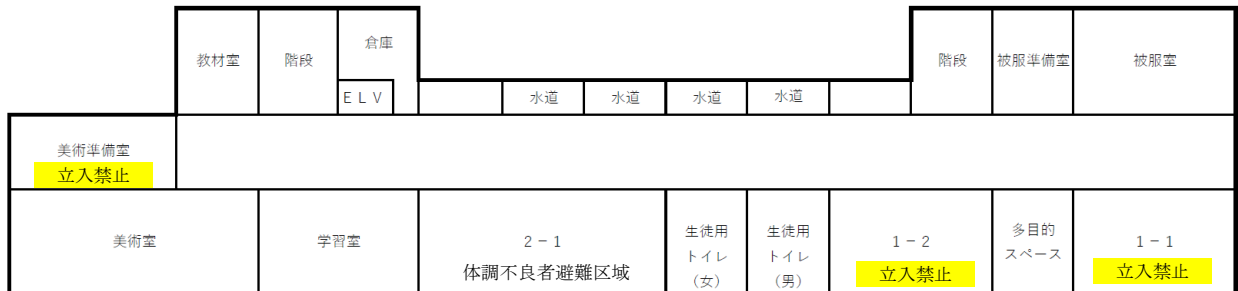 教材室
階段
倉庫
ＥＬＶ
水道
水道
水道
水道
階段
被服準備室
被服室
美術準備室
立入禁止
美術室
学習室
２－１
体調不良者避難区域
生徒用
トイレ
（女）
生徒用
トイレ
（男）
１－２
立入禁止
多目的
スペース
１－１
立入禁止